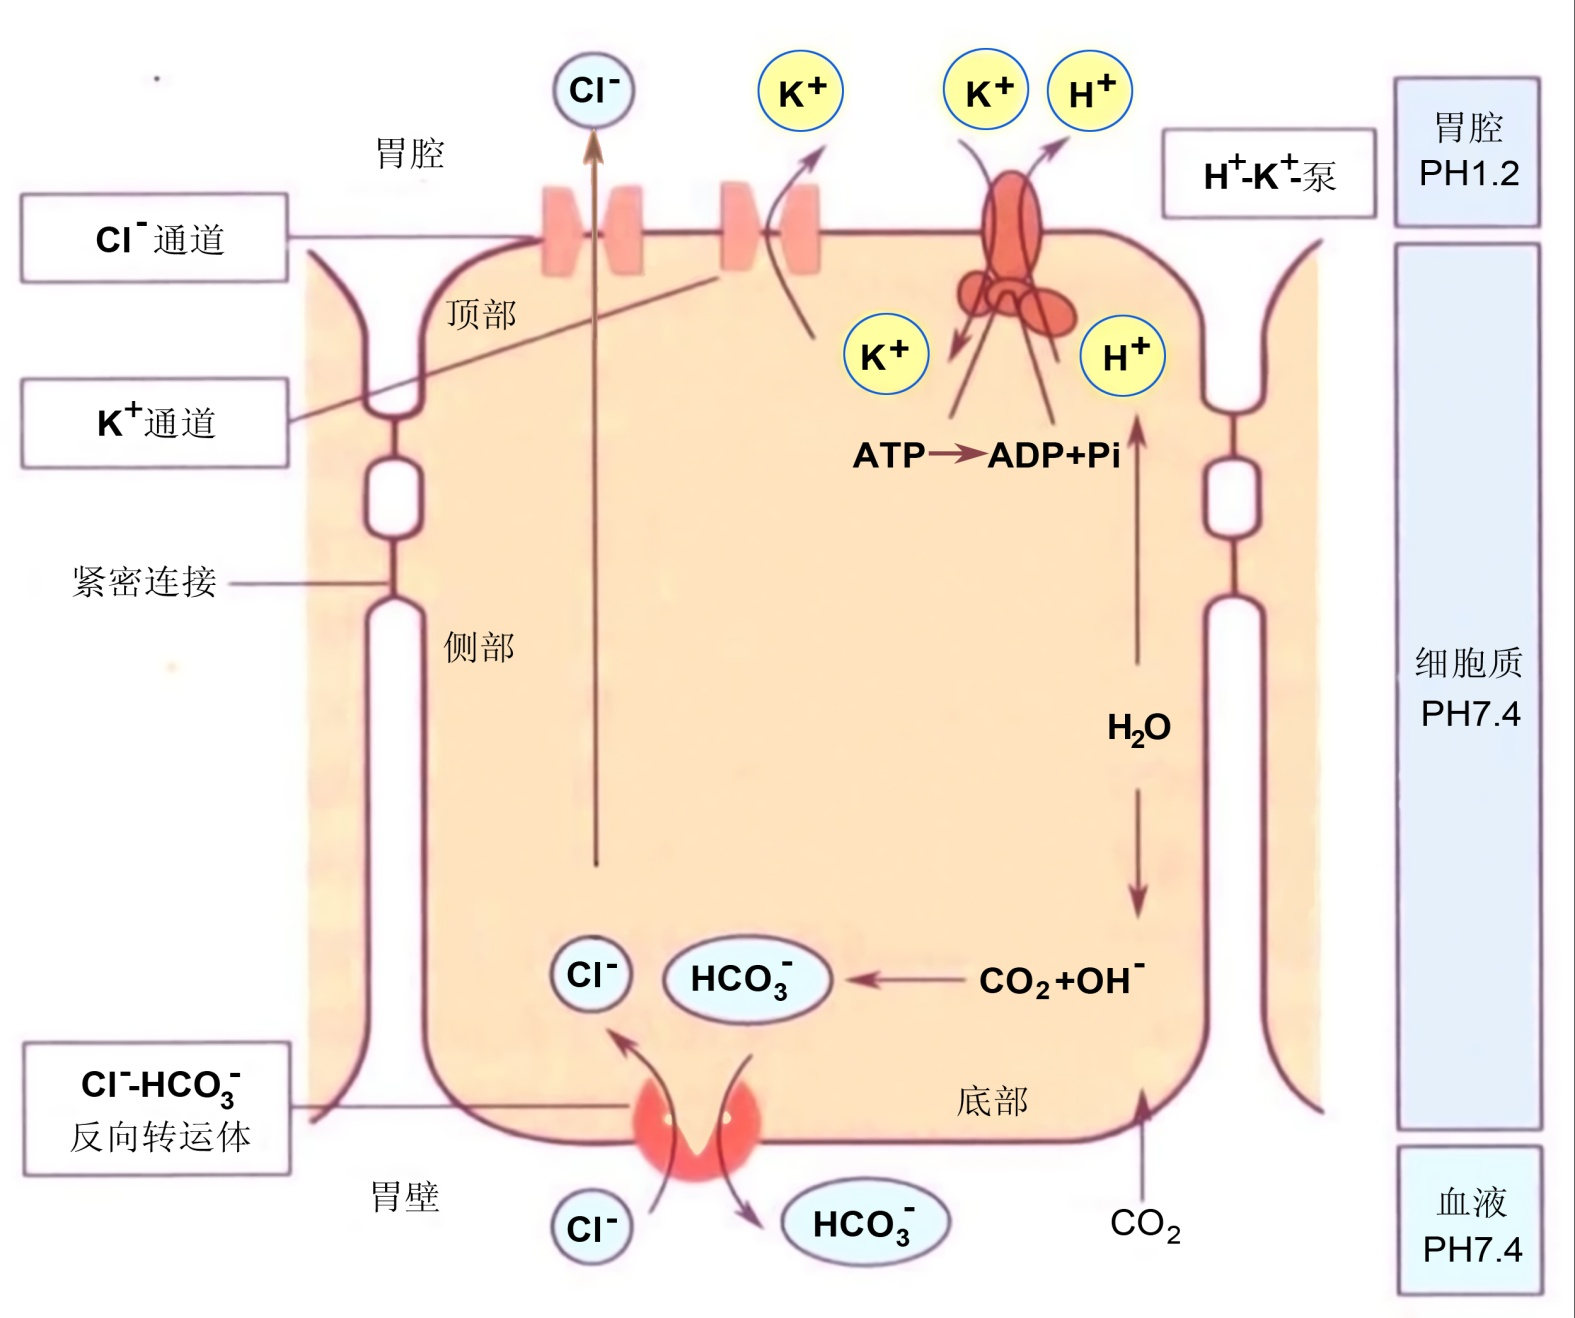 Cl⁻
K⁺
K⁺
H⁺
胃腔
PH1.2
胃腔
H⁺-K⁺-泵
Cl⁻通道
顶部
K⁺
H⁺
K⁺通道
ATP→ADP+Pi
紧密连接
侧部
细胞质
PH7.4
H₂O
Cl⁻
HCO₃⁻
CO₂+OH⁻
Cl⁻-HCO₃⁻
反向转运体
底部
胃壁
Cl⁻
HCO₃⁻
CO₂
血液
PH7.4